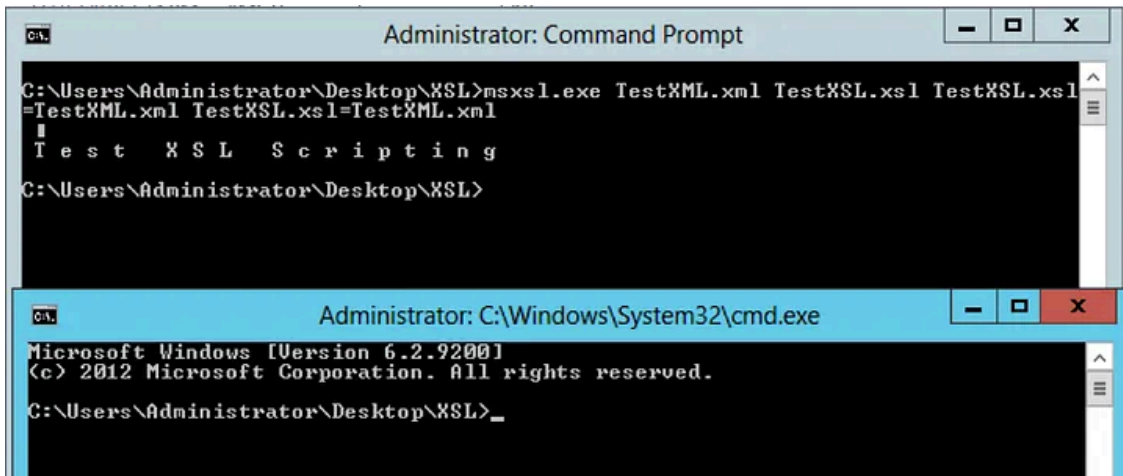 Administrator: Command Prompt
C:\Users\Administrator\Desktop\XSL>msxsl.exe TestXML.xml TestXSL.xsl TestXSL.xsl
=TestXML.xml TestXSL.xsl=TestXML.xml
T e s t   X S L   S c r i p t i n g
C:\Users\Administrator\Desktop\XSL>
Administrator: C:\Windows\System32\cmd.exe
Microsoft Windows [Version 6.2.9200]
(c) 2012 Microsoft Corporation. All rights reserved.
C:\Users\Administrator\Desktop\XSL>_